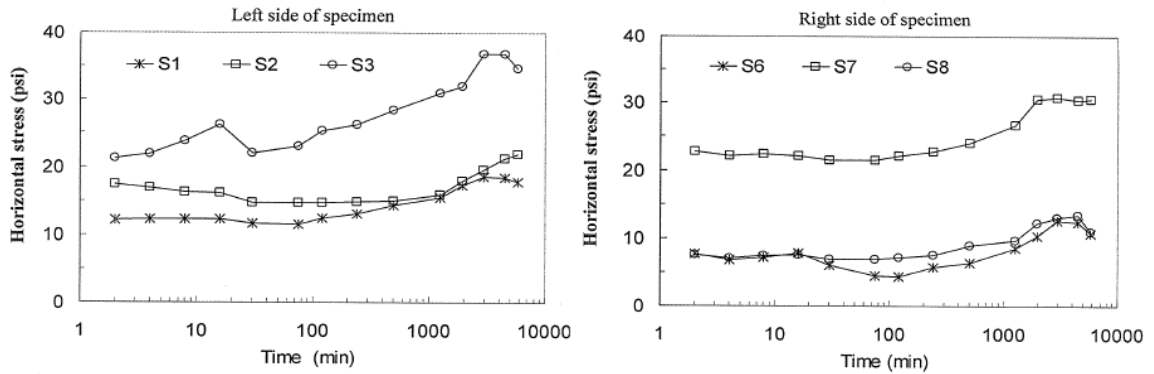 Left side of specimen
40
30
20
10
0
Horizontal stress (psi)
S1 S2 S3
1 10 100 1000 10000
Time (min)
Right side of specimen
40
30
20
10
0
Horizontal stress (psi)
S6 S7 S8
1 10 100 1000 10000
Time (min)